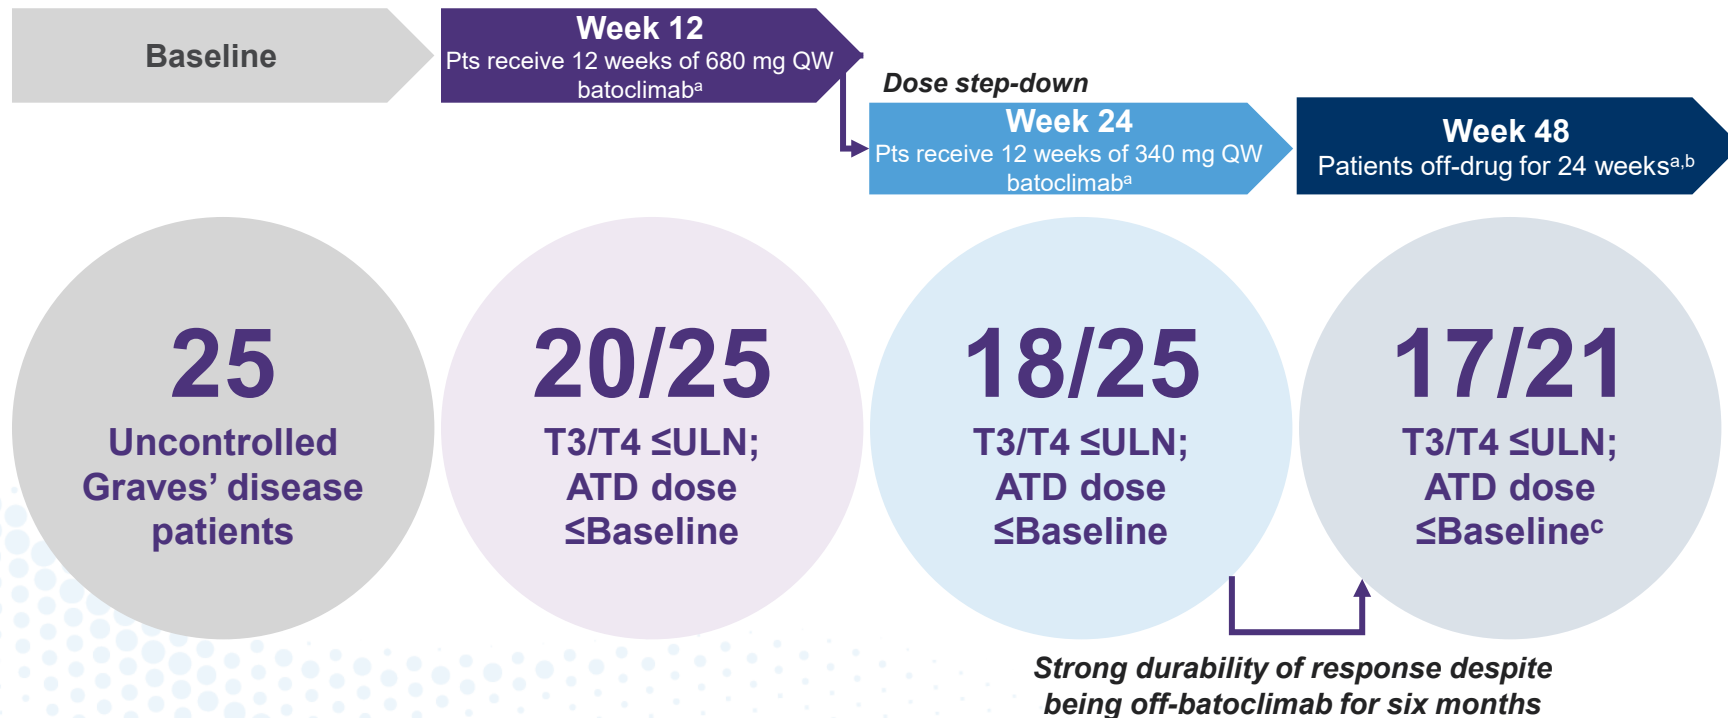 Baseline
Week 12
Pts receive 12 weeks of 680 mg QW
batoclimabᵃ
Dose step-down
Week 24
Pts receive 12 weeks of 340 mg QW
batoclimabᵃ
Week 48
Patients off-drug for 24 weeksᵃ,ᵇ
25
Uncontrolled
Graves’ disease
patients
20/25
T3/T4 ≤ULN;
ATD dose
≤Baseline
18/25
T3/T4 ≤ULN;
ATD dose
≤Baseline
17/21
T3/T4 ≤ULN;
ATD dose
≤Baselineᶜ
Strong durability of response despite
being off-batoclimab for six months